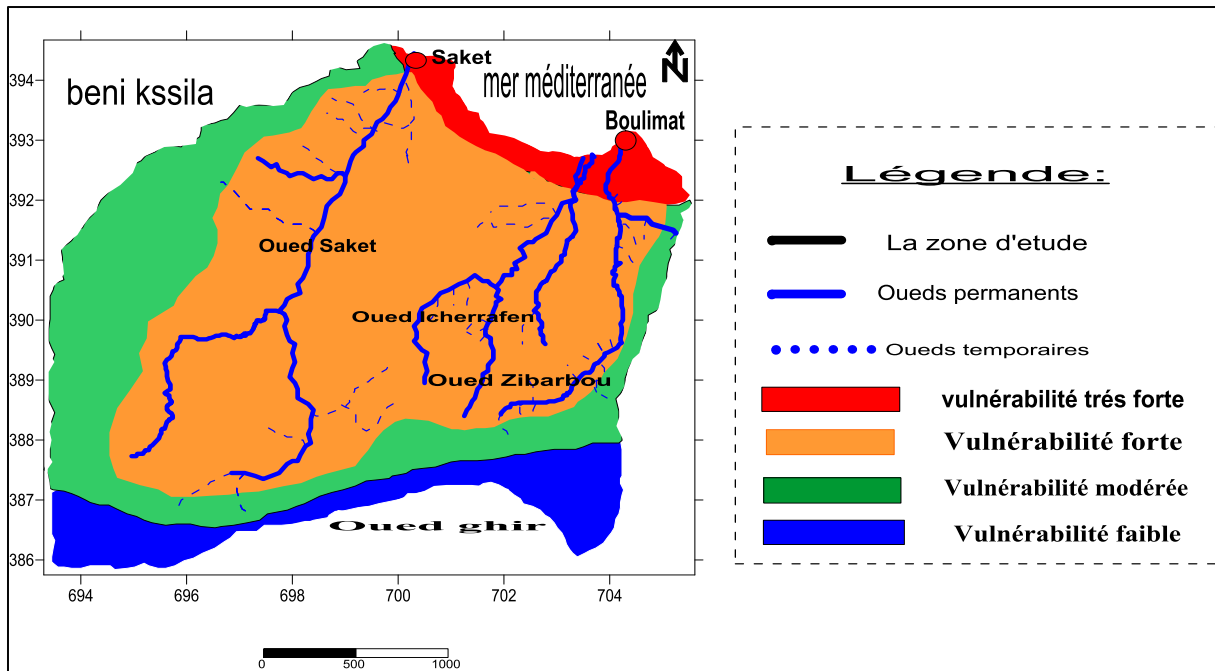 Saket
N
394
beni kssila
mer méditerranée
Boulimat
393
392
Oued Saket
391
390
Oued Icherrafen
389
Oued Zibarbou
388
387
Oued ghir
386
694
696
698
700
702
704
0
500
1000
Légende:
La zone d'etude
Oueds permanents
Oueds temporaires
vulnérabilité trés forte
Vulnérabilité forte
Vulnérabilité modérée
Vulnérabilité faible